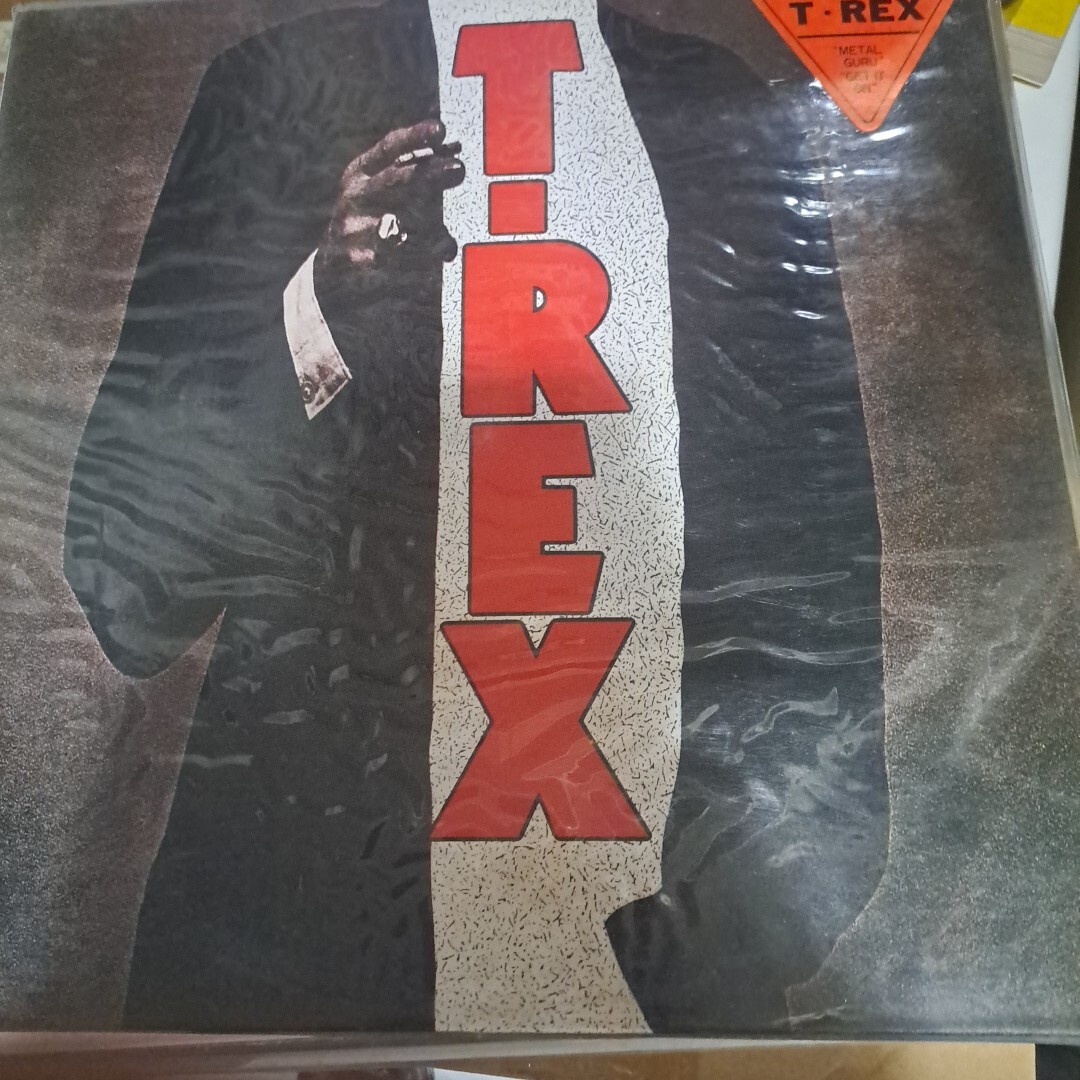 T·REX
"METAL
GURU"
"GET IT
ON"
T·REX